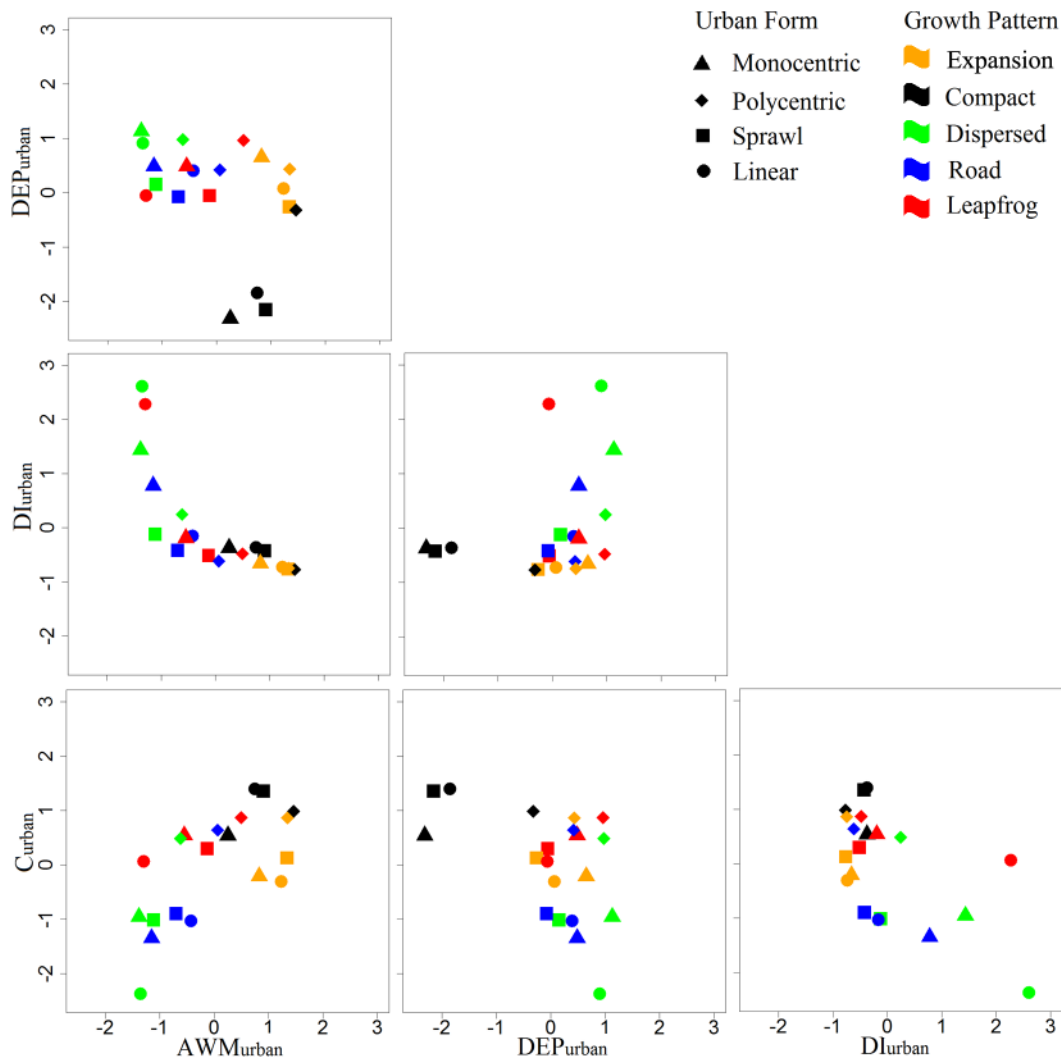 Urban Form
Monocentric
Polycentric
Sprawl
Linear
Growth Pattern
Expansion
Compact
Dispersed
Road
Leapfrog
DEPurban
3
2
1
0
-1
-2
DIurban
3
2
1
0
-1
-2
Curban
3
2
1
0
-1
-2
-2 -1 0 1 2 3
AWMurban
-2 -1 0 1 2 3
DEPurban
-2 -1 0 1 2 3
DIurban